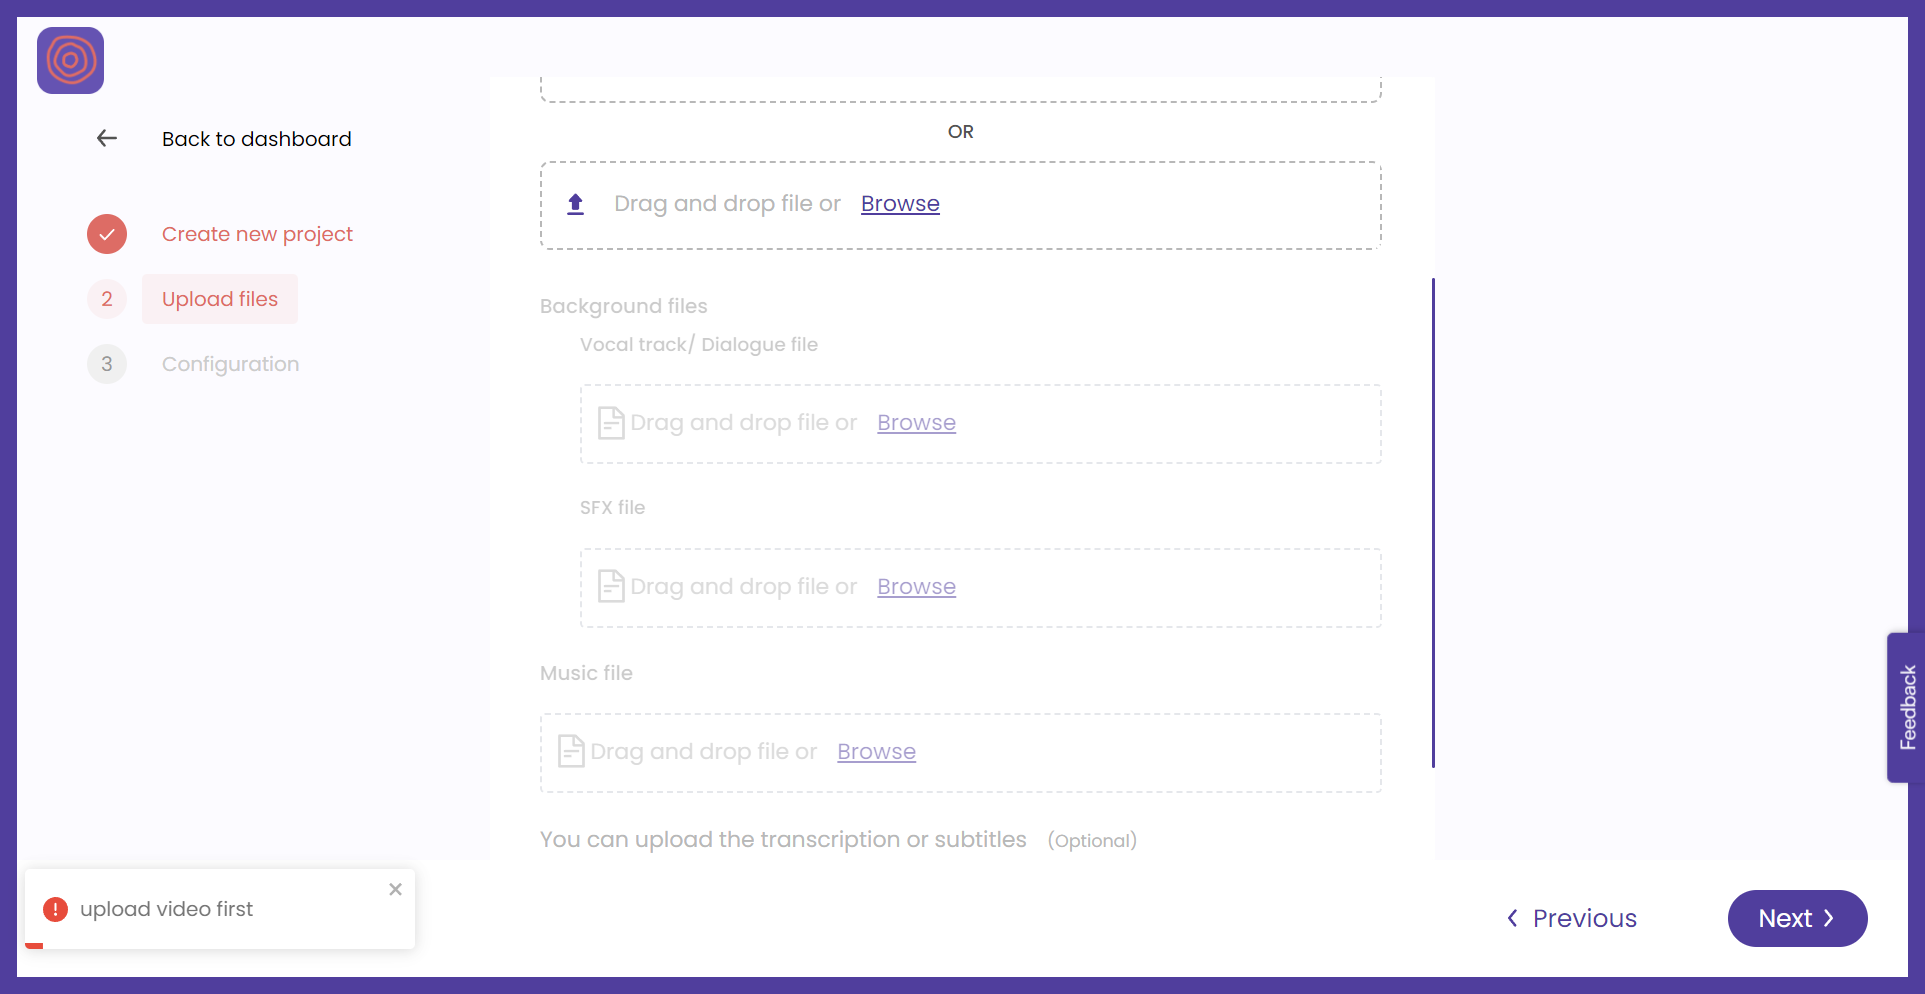 Back to dashboard
Create new project
2 Upload files
3 Configuration
OR
Drag and drop file or Browse
Background files
Vocal track/ Dialogue file
Drag and drop file or Browse
SFX file
Drag and drop file or Browse
Music file
Drag and drop file or Browse
You can upload the transcription or subtitles (Optional)
Feedback
upload video first
Previous
Next